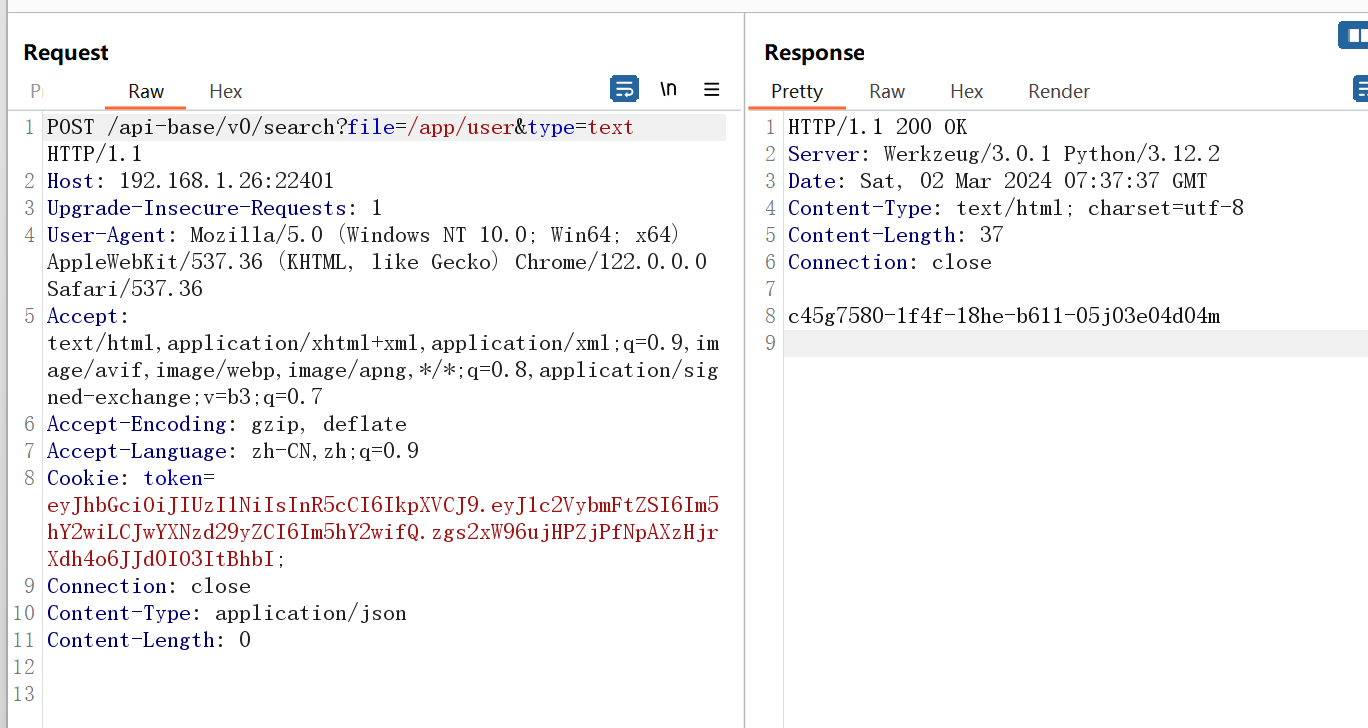 Request
Response
Raw
Hex
\n
Pretty
Raw
Hex
Render
1 POST /api-base/v0/search?file=/app/user&type=text
HTTP/1.1
2 Host: 192.168.1.26:22401
3 Upgrade-Insecure-Requests: 1
4 User-Agent: Mozilla/5.0 (Windows NT 10.0; Win64; x64)
AppleWebKit/537.36 (KHTML, like Gecko) Chrome/122.0.0.0
Safari/537.36
5 Accept:
text/html,application/xhtml+xml,application/xml;q=0.9,im
age/avif,image/webp,image/apng,*/*;q=0.8,application/sig
ned-exchange;v=b3;q=0.7
6 Accept-Encoding: gzip, deflate
7 Accept-Language: zh-CN,zh;q=0.9
8 Cookie: token=
eyJhbGciOiJIUzI1NiIsInR5cCI6IkpXVCJ9.eyJ1c2VybmFtZSI6Im5
hY2wiLCJwYXNzd29yZCI6Im5hY2wifQ.zgs2xW96ujHPZjPfNpAXzHjr
Xdh4o6JJd0I03ItBhbI;
9 Connection: close
10 Content-Type: application/json
11 Content-Length: 0
12
13
1 HTTP/1.1 200 OK
2 Server: Werkzeug/3.0.1 Python/3.12.2
3 Date: Sat, 02 Mar 2024 07:37:37 GMT
4 Content-Type: text/html; charset=utf-8
5 Content-Length: 37
6 Connection: close
7
8 c45g7580-1f4f-18he-b611-05j03e04d04m
9